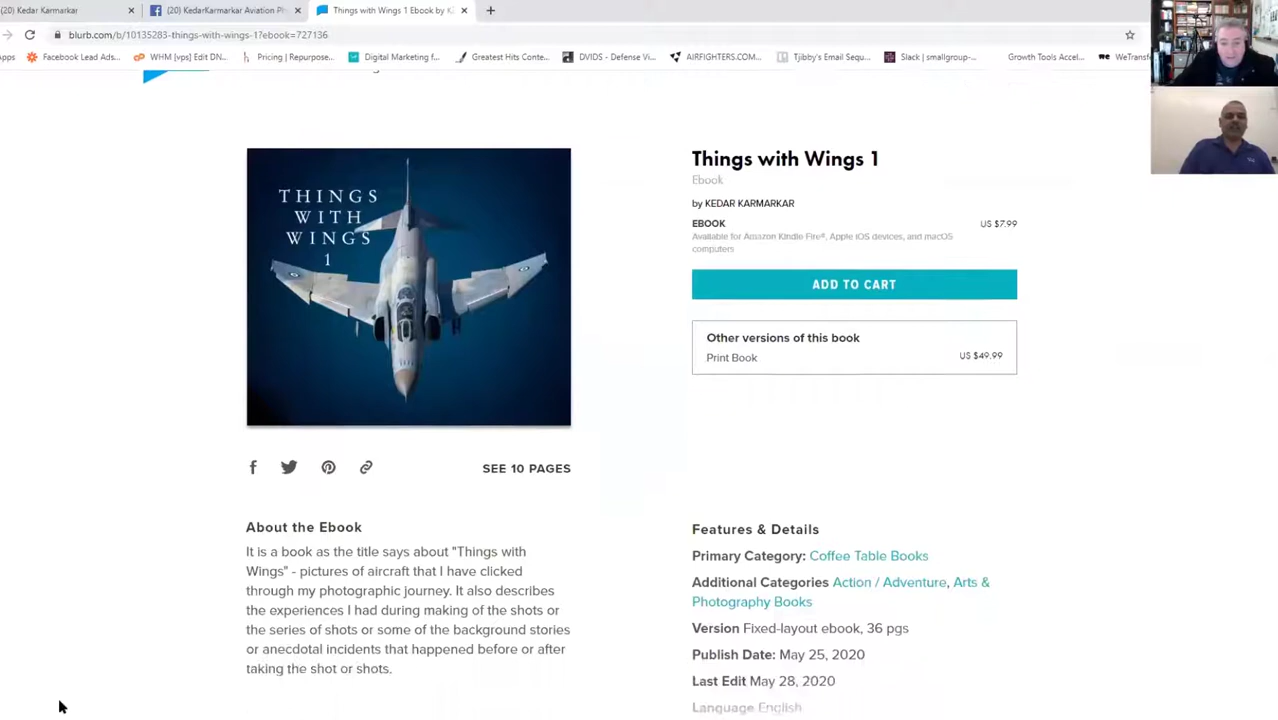 (20) Kedar Karmarkar
(20) KedarKarmarkar Aviation Ph
Things with Wings 1 Ebook by K
blurb.com/b/10135283-things-with-wings-1?ebook=727136
Apps
Facebook Lead Ads...
WHM [vps] Edit DN...
Pricing | Repurpose...
Digital Marketing f...
Greatest Hits Conte...
DVIDS - Defense Vi...
AIRFIGHTERS.COM...
Tjibby's Email Sequ...
Slack | smallgroup-...
Growth Tools Accel...
we WeTransf
THINGS
WITH
WINGS
1
Things with Wings 1
Ebook
by KEDAR KARMARKAR
EBOOK US $7.99
Available for Amazon Kindle Fire®, Apple iOS devices, and macOS
computers
ADD TO CART
Other versions of this book
Print Book US $49.99
SEE 10 PAGES
About the Ebook
It is a book as the title says about "Things with
Wings" - pictures of aircraft that I have clicked
through my photographic journey. It also describes
the experiences I had during making of the shots or
the series of shots or some of the background stories
or anecdotal incidents that happened before or after
taking the shot or shots.
Features & Details
Primary Category: Coffee Table Books
Additional Categories Action / Adventure, Arts &
Photography Books
Version Fixed-layout ebook, 36 pgs
Publish Date: May 25, 2020
Last Edit May 28, 2020
Language English